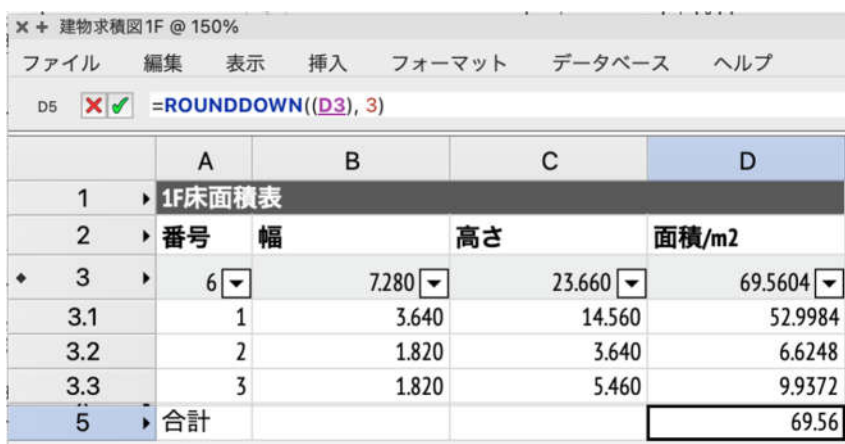 建物求積図1F @ 150%
ファイル 編集 表示 挿入 フォーマット データベース ヘルプ
D5 =ROUNDDOWN((D3), 3)
A B C D
1 1F床面積表
2 番号 幅 高さ 面積/m2
3 6 7.280 23.660 69.5604
3.1 1 3.640 14.560 52.9984
3.2 2 1.820 3.640 6.6248
3.3 3 1.820 5.460 9.9372
5 合計 69.56